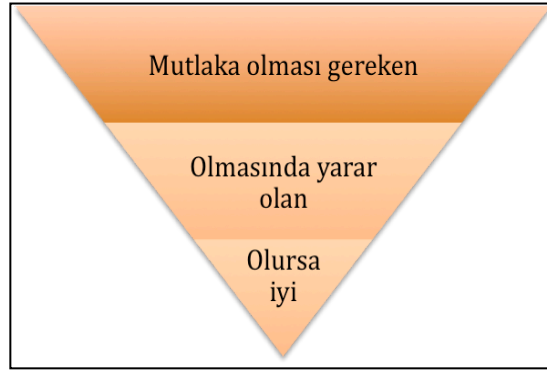 Mutlaka olması gereken
Olmasında yarar
olan
Olursa
iyi